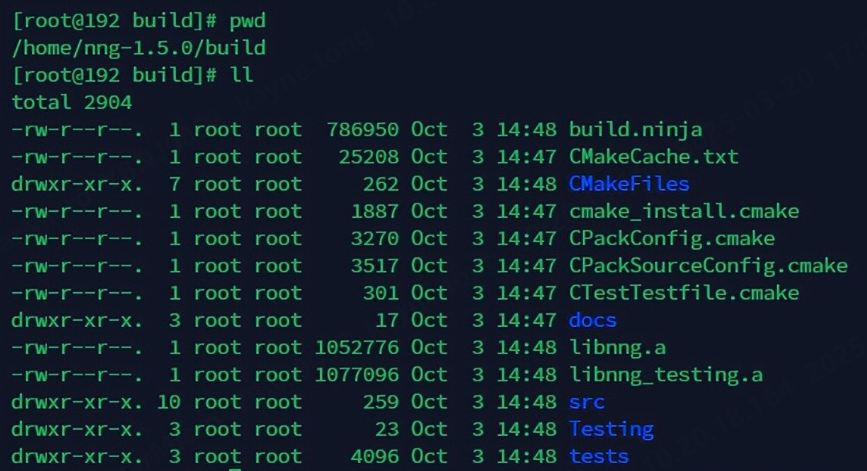 [root@192 build]# pwd
/home/nng-1.5.0/build
[root@192 build]# ll
total 2904
-rw-r--r--.  1 root root  786950 Oct  3 14:48 build.ninja
-rw-r--r--.  1 root root   25208 Oct  3 14:47 CMakeCache.txt
drwxr-xr-x.  7 root root     262 Oct  3 14:48 CMakeFiles
-rw-r--r--.  1 root root    1887 Oct  3 14:47 cmake_install.cmake
-rw-r--r--.  1 root root    3270 Oct  3 14:47 CPackConfig.cmake
-rw-r--r--.  1 root root    3517 Oct  3 14:47 CPackSourceConfig.cmake
-rw-r--r--.  1 root root     301 Oct  3 14:47 CTestTestfile.cmake
drwxr-xr-x.  3 root root      17 Oct  3 14:47 docs
-rw-r--r--.  1 root root 1052776 Oct  3 14:48 libnng.a
-rw-r--r--.  1 root root 1077096 Oct  3 14:48 libnng_testing.a
drwxr-xr-x. 10 root root     259 Oct  3 14:48 src
drwxr-xr-x.  3 root root      23 Oct  3 14:48 Testing
drwxr-xr-x.  3 root root    4096 Oct  3 14:48 tests